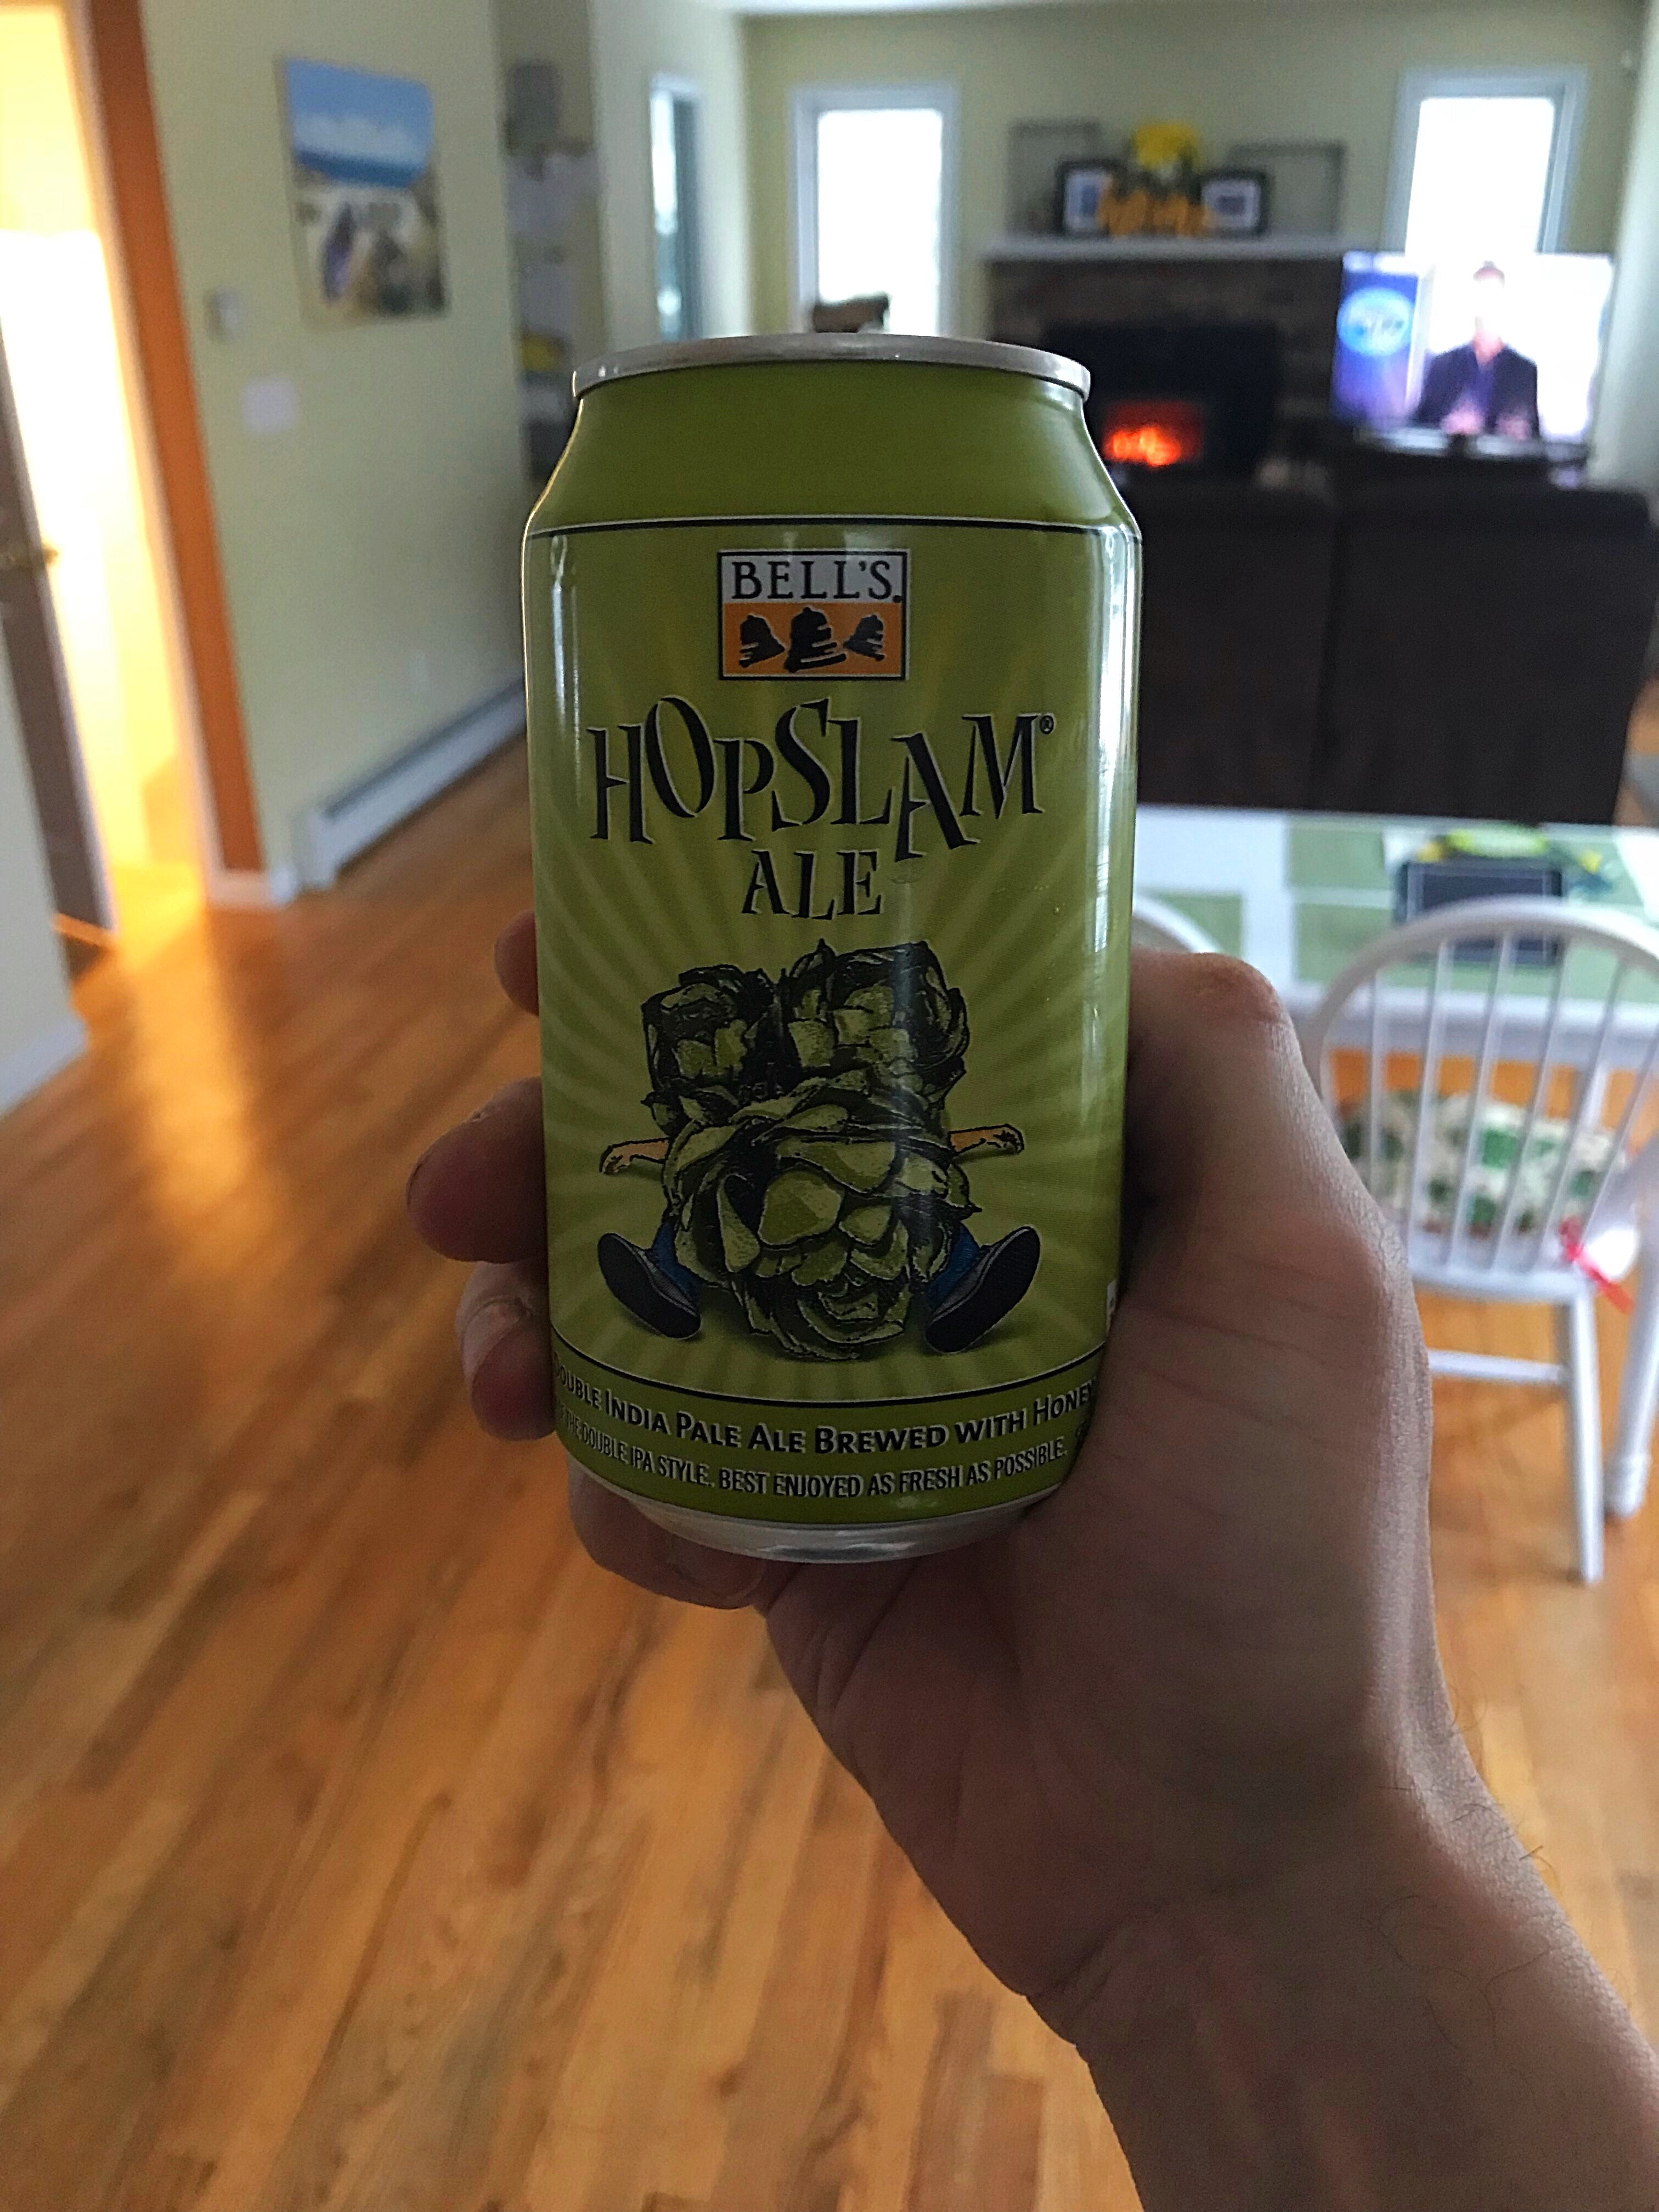 BELL'S.
HOPSLAM®
ALE
DOUBLE INDIA PALE ALE BREWED WITH HONEY
THE DOUBLE IPA STYLE. BEST ENJOYED AS FRESH AS POSSIBLE.